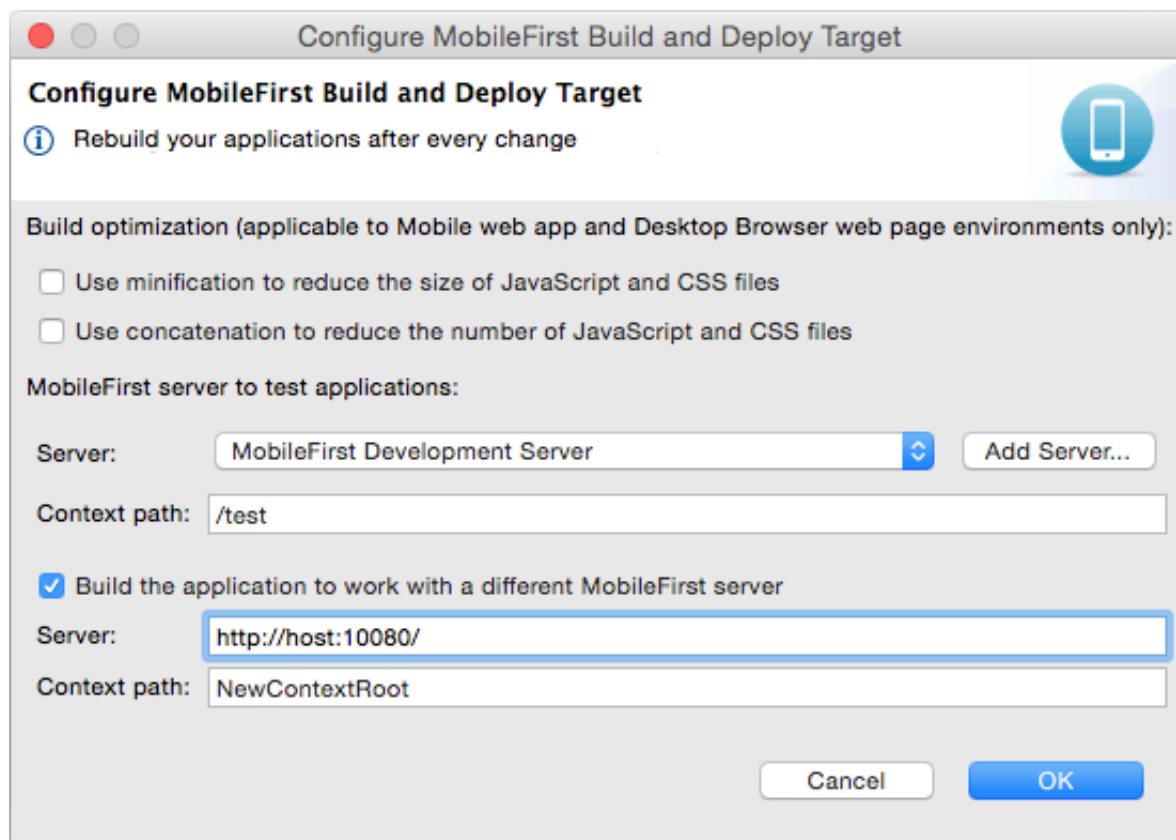 Configure MobileFirst Build and Deploy Target
Configure MobileFirst Build and Deploy Target
Rebuild your applications after every change
Build optimization (applicable to Mobile web app and Desktop Browser web page environments only):
Use minification to reduce the size of JavaScript and CSS files
Use concatenation to reduce the number of JavaScript and CSS files
MobileFirst server to test applications:
Server: MobileFirst Development Server Add Server...
Context path: /test
Build the application to work with a different MobileFirst server
Server: http://host:10080/
Context path: NewContextRoot
Cancel OK